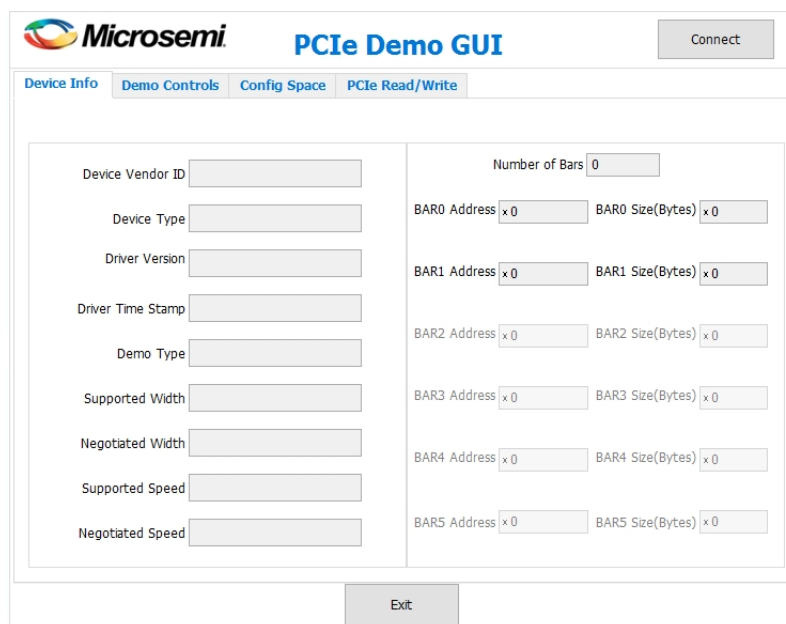 Microsemi.
PCIe Demo GUI
Connect
Device Info
Demo Controls
Config Space
PCIe Read/Write
Device Vendor ID
Device Type
Driver Version
Driver Time Stamp
Demo Type
Supported Width
Negotiated Width
Supported Speed
Negotiated Speed
Number of Bars 0
BAR0 Address x 0 BAR0 Size(Bytes) x 0
BAR1 Address x 0 BAR1 Size(Bytes) x 0
BAR2 Address x 0 BAR2 Size(Bytes) x 0
BAR3 Address x 0 BAR3 Size(Bytes) x 0
BAR4 Address x 0 BAR4 Size(Bytes) x 0
BAR5 Address x 0 BAR5 Size(Bytes) x 0
Exit